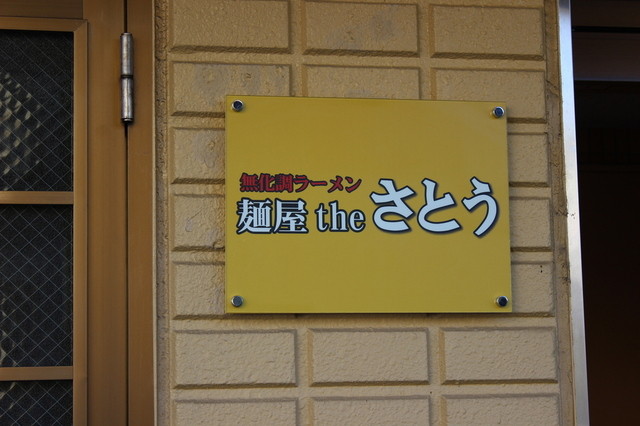 無化調ラーメン
麺屋 the さとう